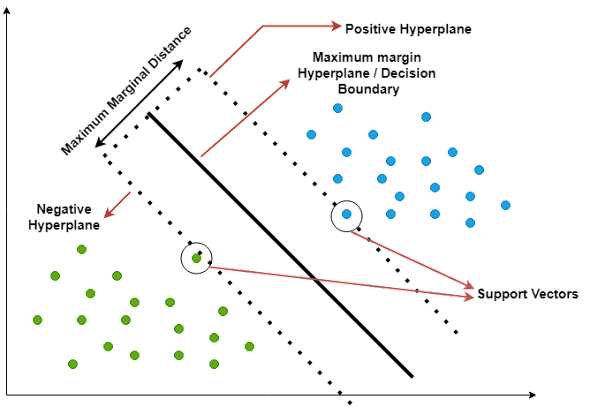 Positive Hyperplane
Maximum margin
Hyperplane / Decision
Boundary
Maximum Marginal Distance
Negative
Hyperplane
Support Vectors